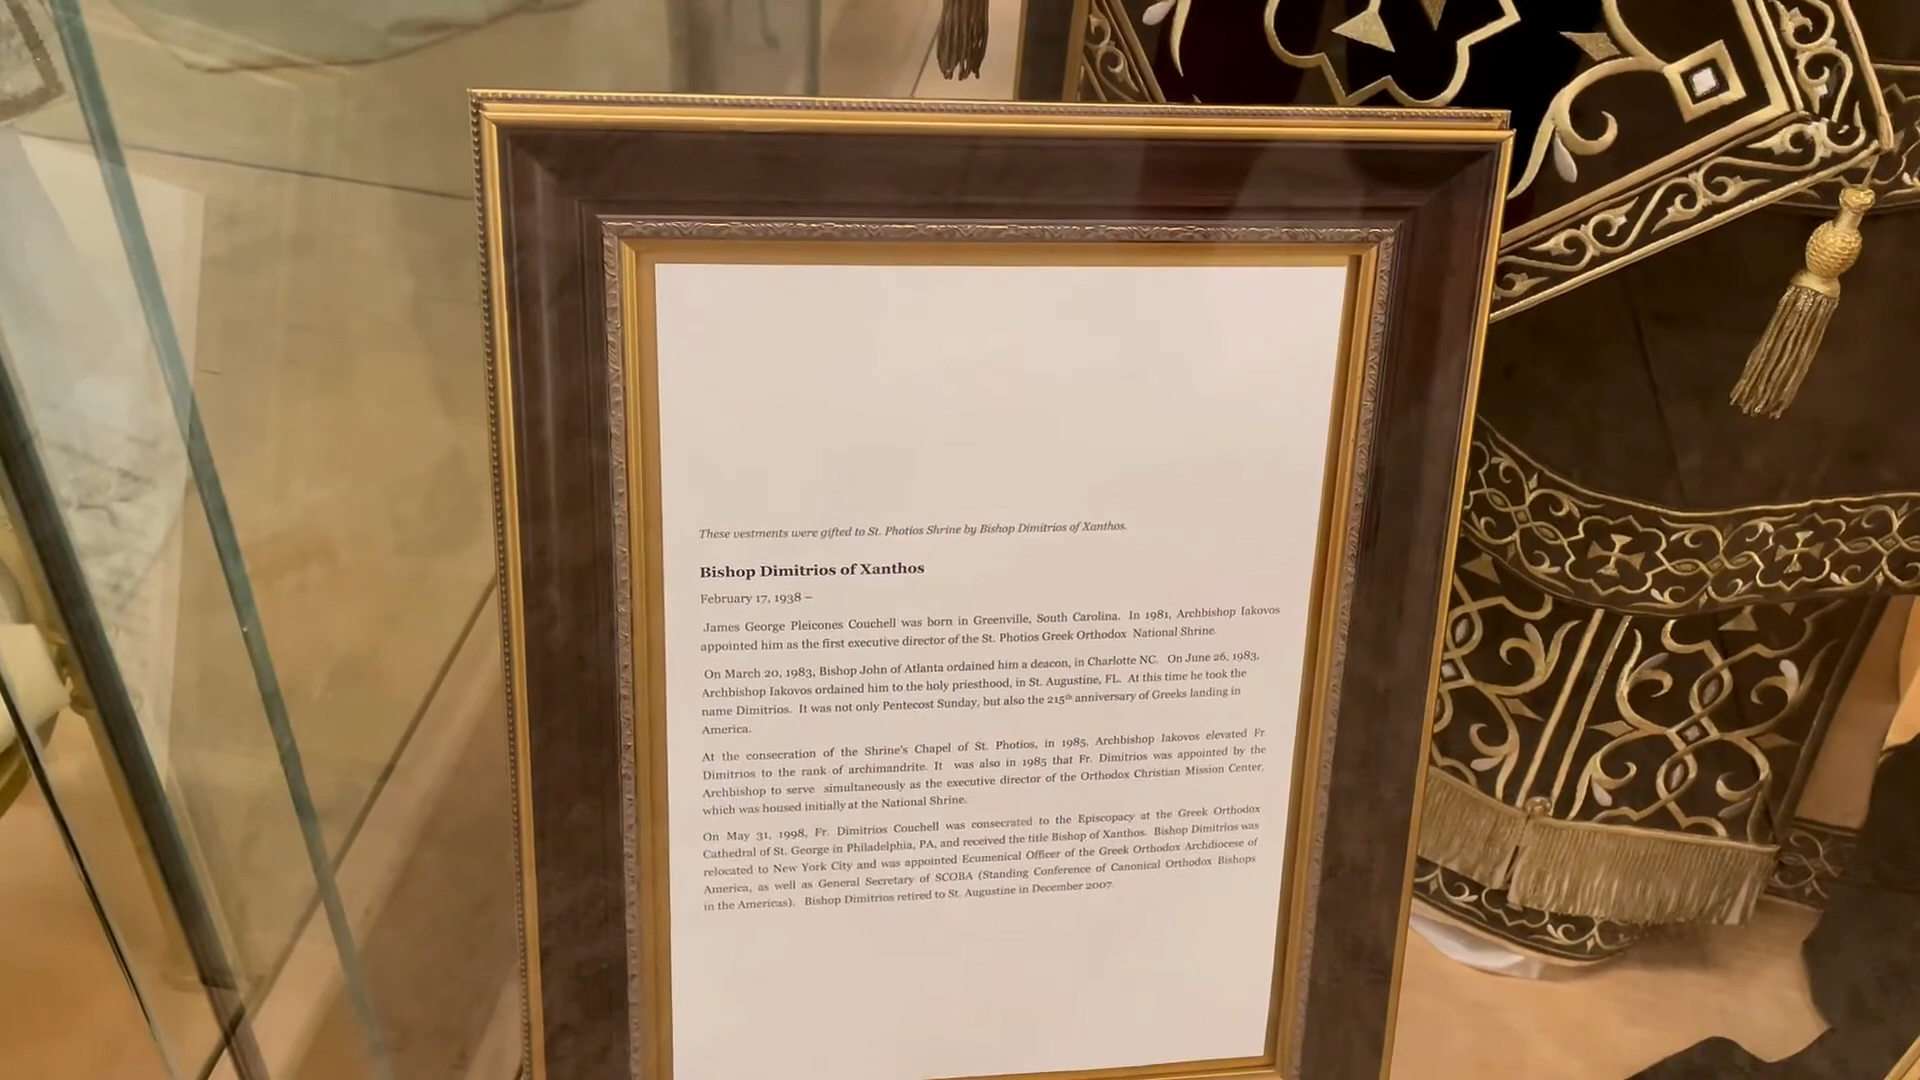 These vestments were gifted to St. Photios Shrine by Bishop Dimitrios of Xanthos.
Bishop Dimitrios of Xanthos
February 17, 1938 –
James George Pleicones Couchell was born in Greenville, South Carolina. In 1981, Archbishop Iakovos
appointed him as the first executive director of the St. Photios Greek Orthodox National Shrine.
On March 20, 1983, Bishop John of Atlanta ordained him a deacon, in Charlotte NC. On June 26, 1983,
Archbishop Iakovos ordained him to the holy priesthood, in St. Augustine, FL. At this time he took the
name Dimitrios. It was not only Pentecost Sunday, but also the 215th anniversary of Greeks landing in
America.
At the consecration of the Shrine's Chapel of St. Photios, in 1985, Archbishop Iakovos elevated Fr.
Dimitrios to the rank of archimandrite. It was also in 1985 that Fr. Dimitrios was appointed by the
Archbishop to serve simultaneously as the executive director of the Orthodox Christian Mission Center,
which was housed initially at the National Shrine.
On May 31, 1998, Fr. Dimitrios Couchell was consecrated to the Episcopacy at the Greek Orthodox
Cathedral of St. George in Philadelphia, PA, and received the title Bishop of Xanthos. Bishop Dimitrios was
relocated to New York City and was appointed Ecumenical Officer of the Greek Orthodox Archdiocese of
America, as well as General Secretary of SCOBA (Standing Conference of Canonical Orthodox Bishops
in the Americas). Bishop Dimitrios retired to St. Augustine in December 2007.